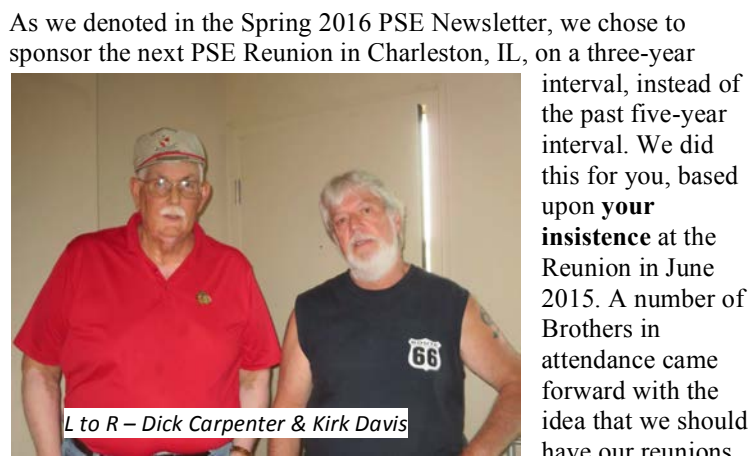 As we denoted in the Spring 2016 PSE Newsletter, we chose to
sponsor the next PSE Reunion in Charleston, IL, on a three-year
interval, instead of
the past five-year
interval. We did
this for you, based
upon your
insistence at the
Reunion in June
2015. A number of
Brothers in
attendance came
forward with the
idea that we should
have our reunions
66
L to R – Dick Carpenter & Kirk Davis